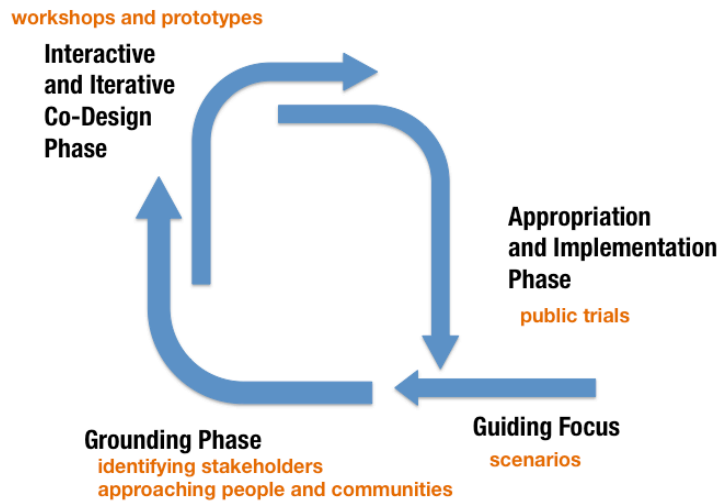 workshops and prototypes
Interactive
and Iterative
Co-Design
Phase
Appropriation
and Implementation
Phase
public trials
Guiding Focus
scenarios
Grounding Phase
identifying stakeholders
approaching people and communities